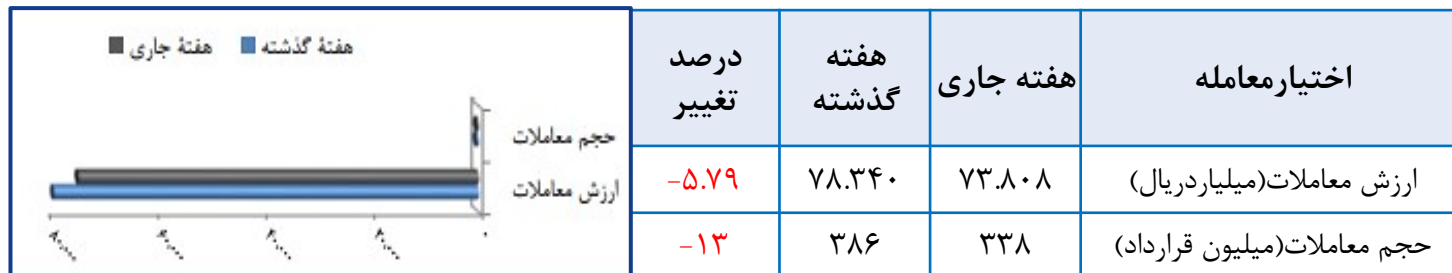 اختیارمعامله هفته جاری هفته گذشته درصد تغییر
ارزش معاملات(میلیاردریال) ۷۳.۸۰۸ ۷۸.۳۴۰ -۵.۷۹
حجم معاملات(میلیون قرارداد) ۳۳۸ ۳۸۶ -۱۳
هفتهٔ گذشته هفتهٔ جاری
حجم معاملات
ارزش معاملات
۰